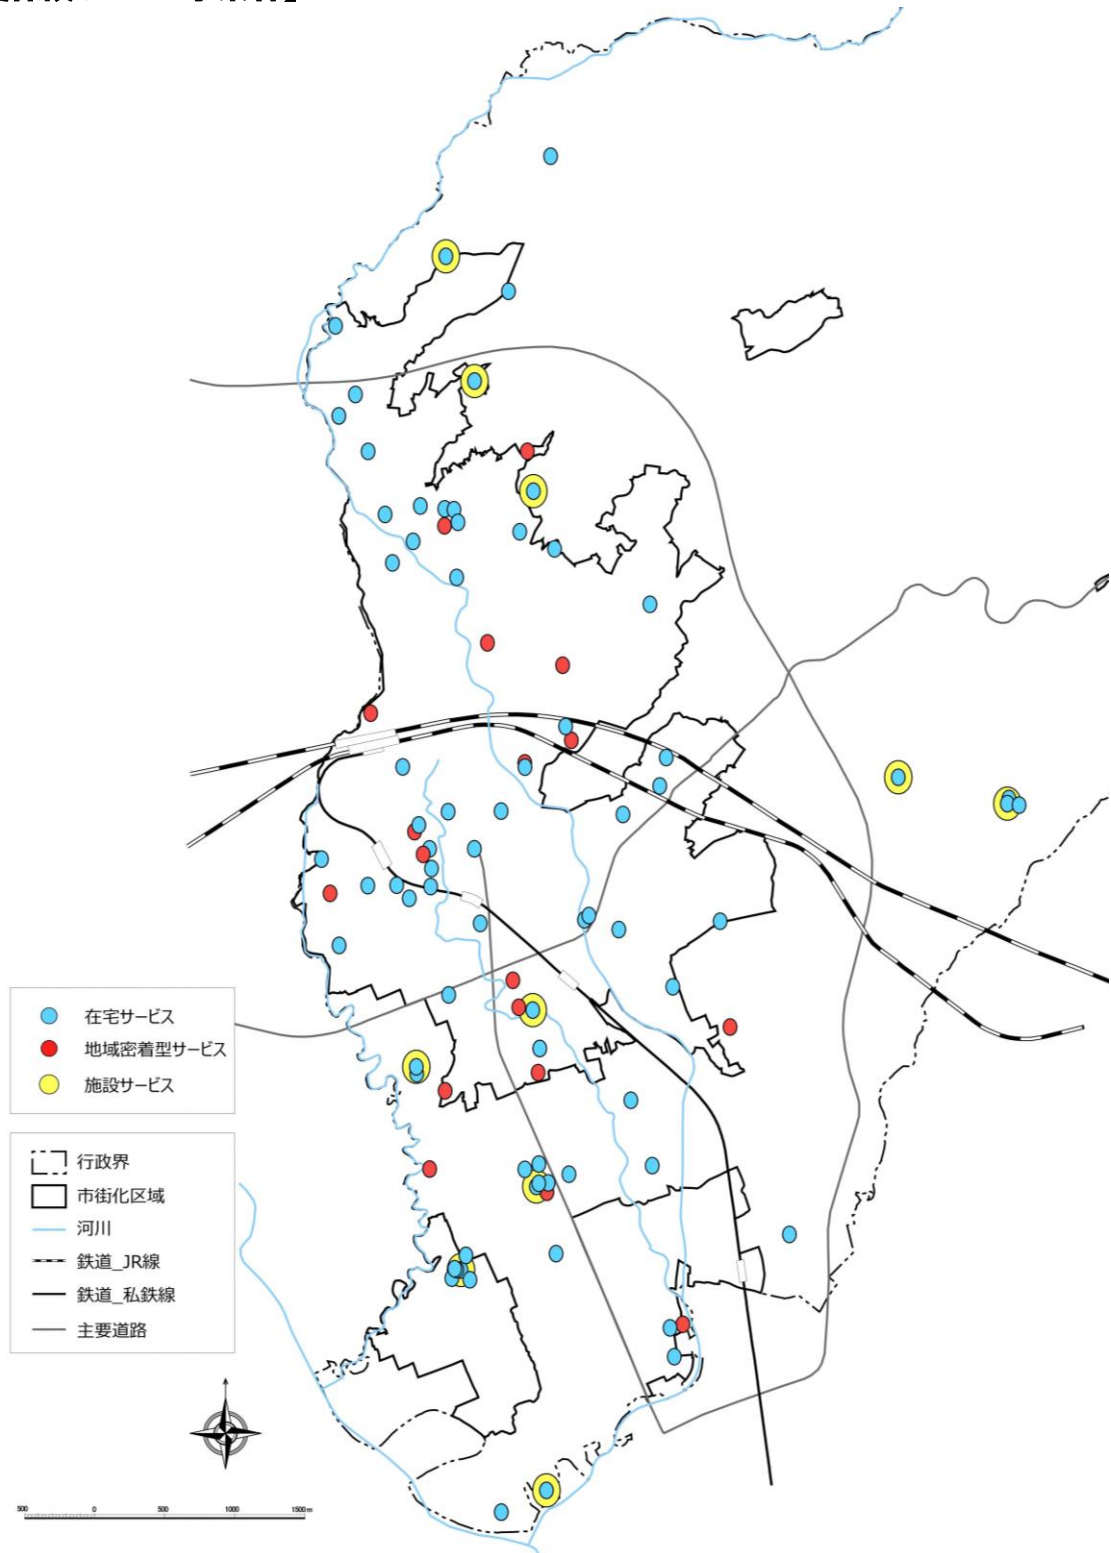 在宅サービス
地域密着型サービス
施設サービス
行政界
市街化区域
河川
鉄道_JR線
鉄道_私鉄線
主要道路
500 0 500 1000 1500m